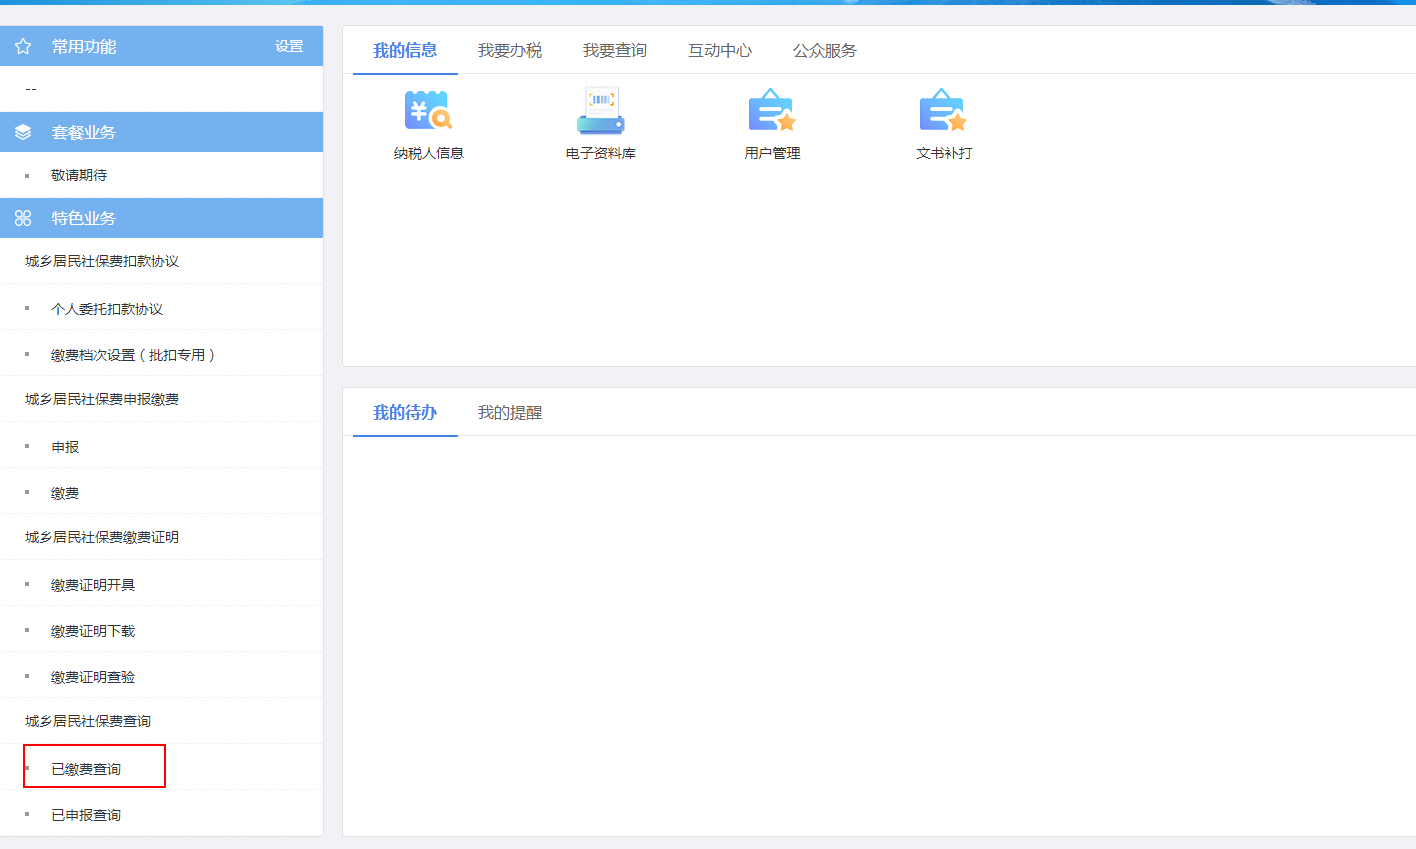 常用功能 设置
--
套餐业务
敬请期待
特色业务
城乡居民社保费扣款协议
个人委托扣款协议
缴费档次设置（批扣专用）
城乡居民社保费申报缴费
申报
缴费
城乡居民社保费缴费证明
缴费证明开具
缴费证明下载
缴费证明查验
城乡居民社保费查询
已缴费查询
已申报查询
我的信息 我要办税 我要查询 互动中心 公众服务
纳税人信息 电子资料库 用户管理 文书补打
我的待办 我的提醒